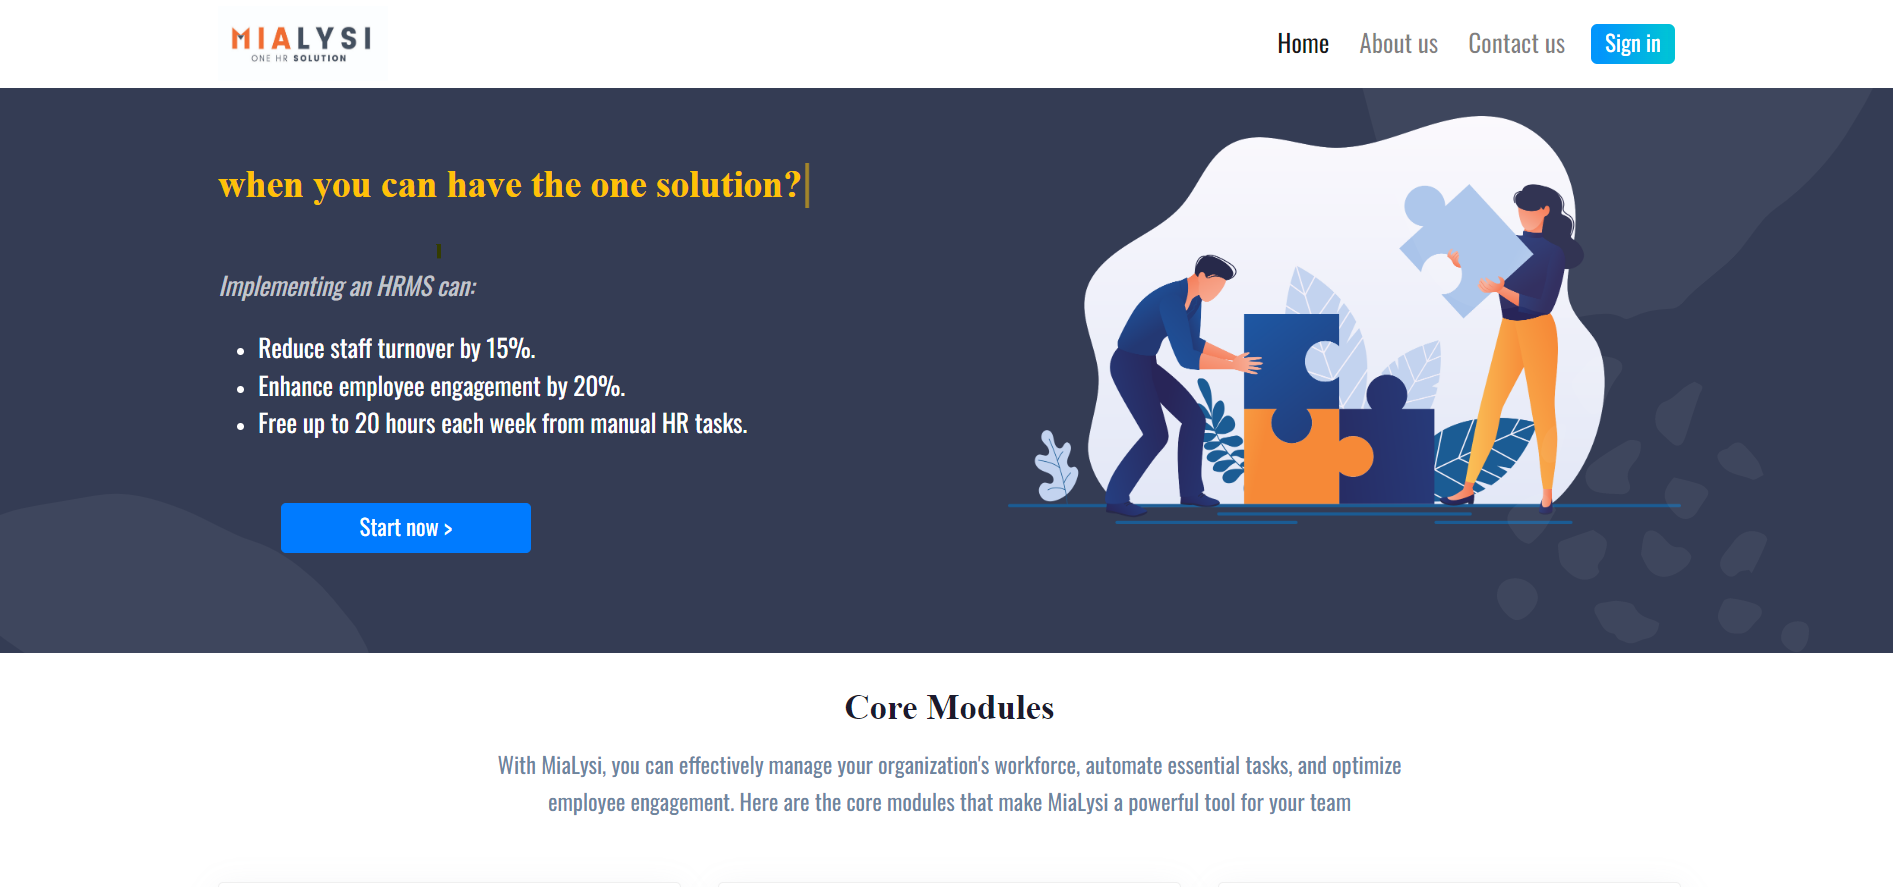 MIALYSI
ONE HR SOLUTION
Home About us Contact us Sign in
when you can have the one solution?
Implementing an HRMS can:
• Reduce staff turnover by 15%.
• Enhance employee engagement by 20%.
• Free up to 20 hours each week from manual HR tasks.
Start now >
Core Modules
With MiaLysi, you can effectively manage your organization's workforce, automate essential tasks, and optimize
employee engagement. Here are the core modules that make MiaLysi a powerful tool for your team